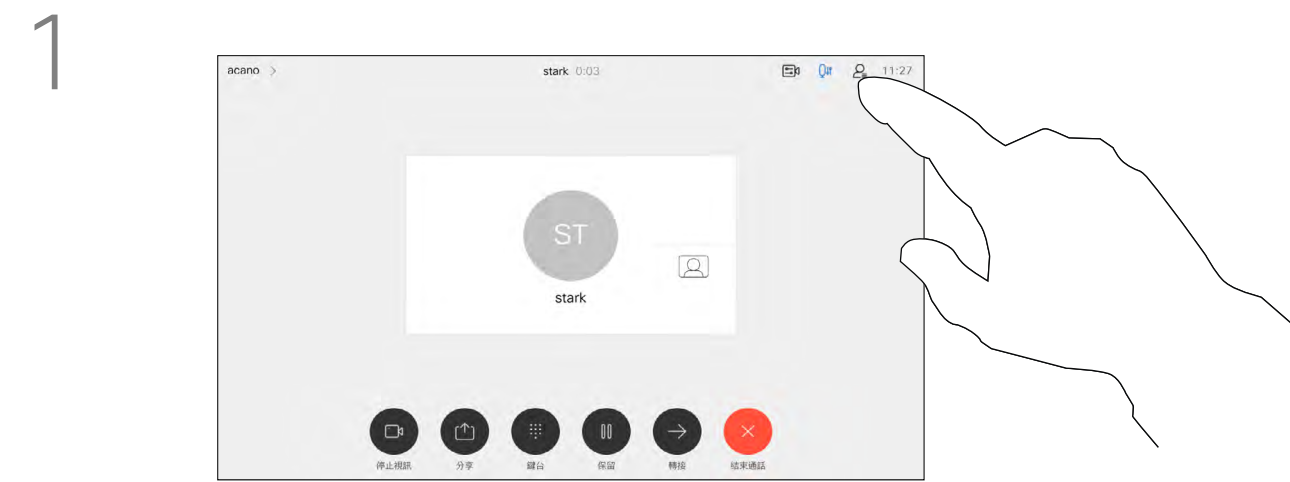 1
acano >
stark 0:03
11:27
ST
stark
停止視訊
分享
鍵台
保留
轉接
結束通話